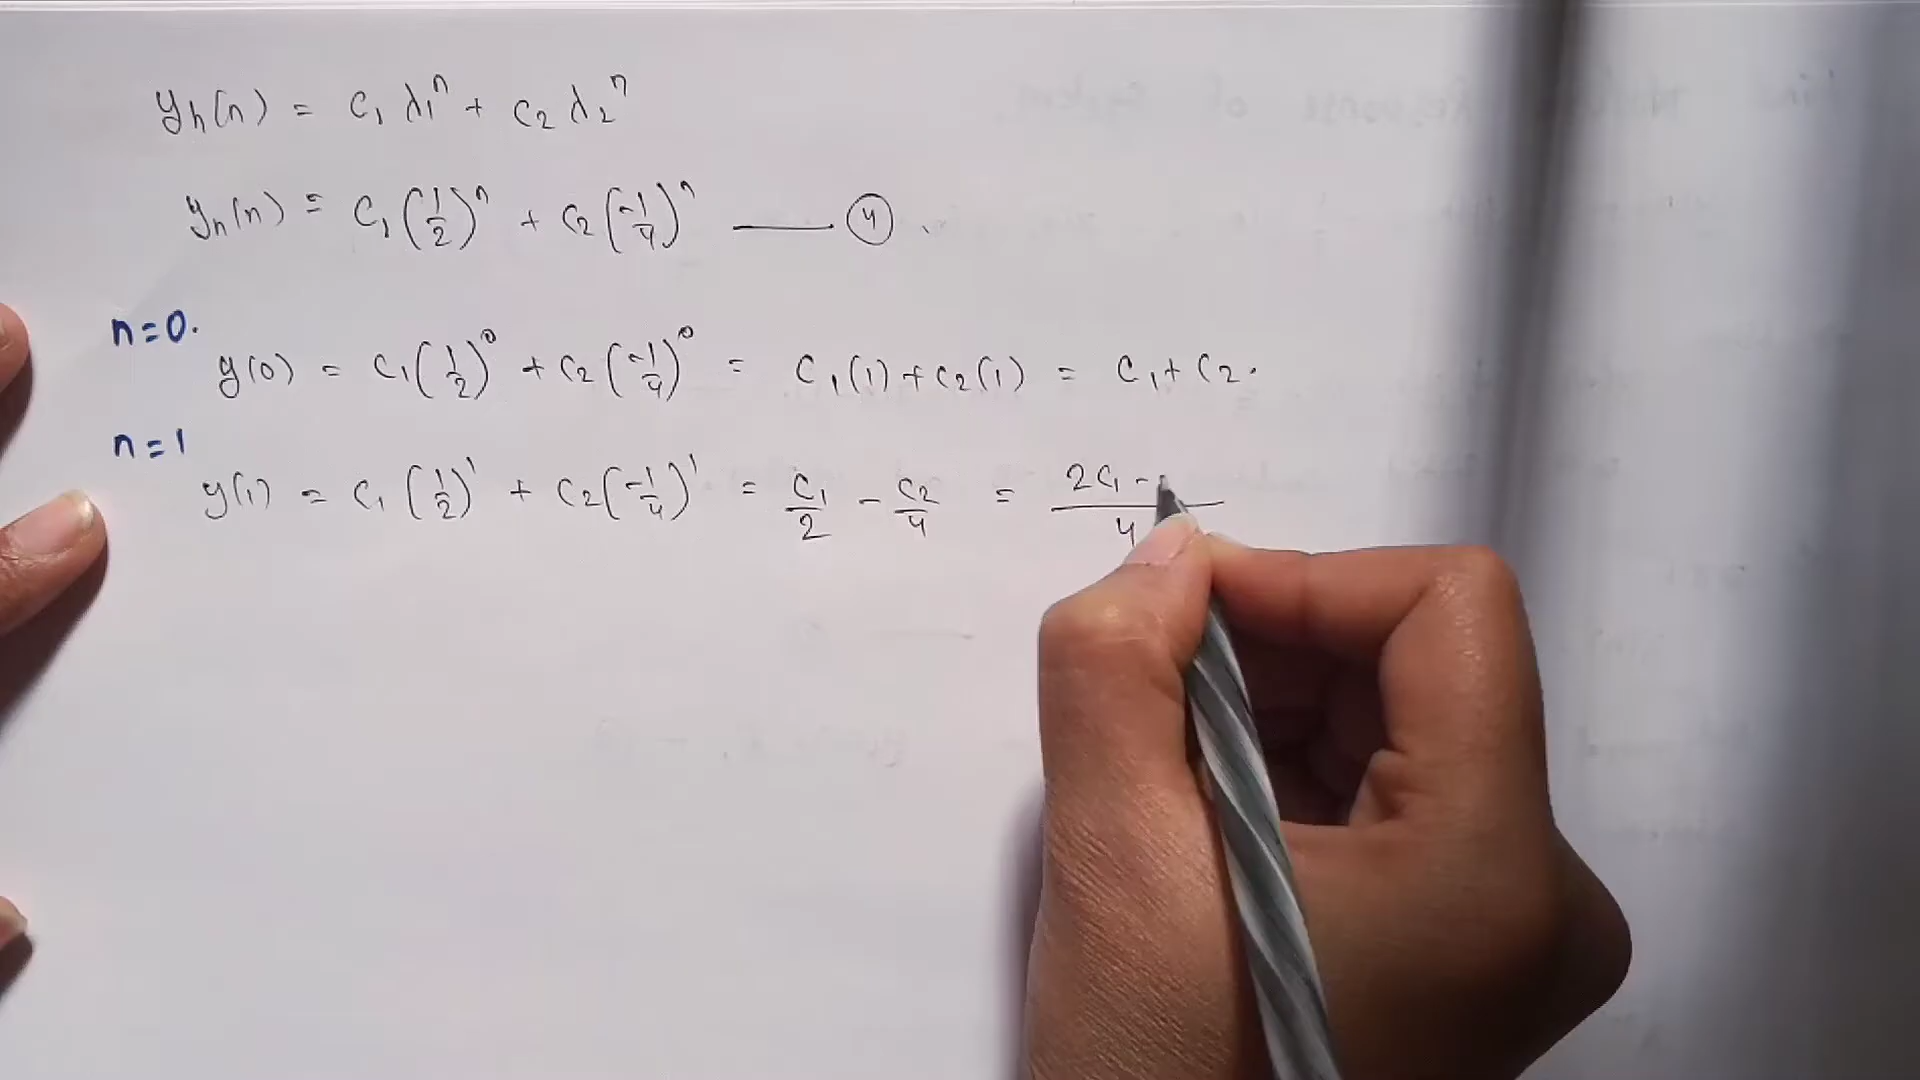 yh(n) = C₁ λ₁ⁿ + C₂ λ₂ⁿ
yh(n) = C₁ (1/2)ⁿ + C₂ (-1/4)ⁿ —— ④ .
n=0.
y(0) = C₁ (1/2)⁰ + C₂ (-1/4)⁰ = C₁(1) + C₂(1) = C₁ + C₂.
n=1
y(1) = C₁ (1/2)¹ + C₂ (-1/4)¹ = C₁/2 - C₂/4 = 2C₁ - /4